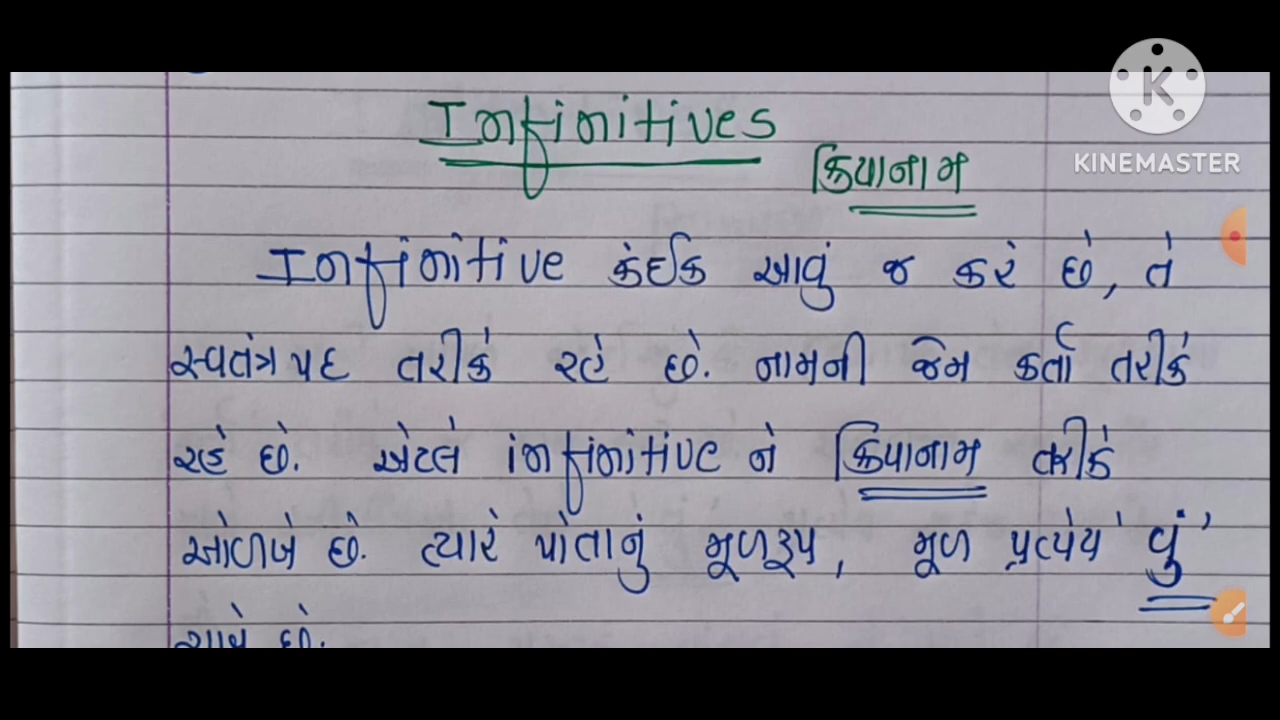 Infinitives
ક્રિયાનામ
KINEMASTER
Infinitive કંઈક આવું જ કરે છે, તે
સ્વતંત્ર પદ તરીકે રહે છે. નામની જેમ કર્તા તરીકે
રહે છે. એટલે infinitive ને ક્રિયાનામ તરીકે
ઓળખે છે. ત્યારે પોતાનું મૂળરૂપ, મૂળ પ્રત્યય 'વું'